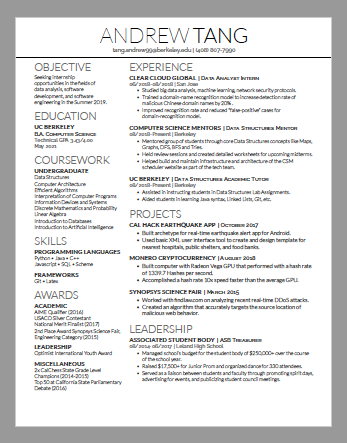 ANDREW TANG
tang.andrew99@berkeley.edu | (408) 807-7990
OBJECTIVE
Seeking internship
opportunities in the fields of
data analysis, software
development, and software
engineering in the Summer 2019.
EDUCATION
UC BERKELEY
B.A. COMPUTER SCIENCE
Technical GPA 3.43/4.00
May 2021
COURSEWORK
UNDERGRADUATE
Data Structures
Computer Architecture
Efficient Algorithms
Interpretation of Computer Programs
Information Devices and Systems
Discrete Mathematics and Probability
Linear Algebra
Introduction to Databases
Introduction to Artificial Intelligence
SKILLS
PROGRAMMING LANGUAGES
Python • Java • C++
Javascript • SQL • Scheme
FRAMEWORKS
Git • Latex
AWARDS
ACADEMIC
AIME Qualifier (2016)
USACO Silver Contestant
National Merit Finalist (2017)
2nd Place Award Synopsys Science Fair,
Engineering Category (2015)
LEADERSHIP
Optimist International Youth Award
MISCELLANEOUS
2x CalChess State Grade Level
Champions (2014-2015)
Top 50 at California State Parliamentary
Debate (2016)
EXPERIENCE
CLEAR CLOUD GLOBAL | DATA ANALYST INTERN
06/2018-08/2018 | San Jose
• Studied big data analysis, machine learning, network security protocols.
• Trained a domain-name recognition model to increase detection rate of
malicious Chinese domain names by 20%.
• Improved recognition rate and reduced "false-positive" cases for
domain-recognition model.
COMPUTER SCIENCE MENTORS | DATA STRUCTURES MENTOR
08/2018-Present | Berkeley
• Mentored group of students through core Data Structures concepts like Maps,
Graphs, DFS, BFS and Tries.
• Held review sessions and created detailed worksheets for upcoming midterms.
• Helped build and maintain infrastructure and architecture of the CSM
scheduler website as part of the tech team.
UC BERKELEY | DATA STRUCTURES ACADEMIC TUTOR
08/2018-Present | Berkeley
• Assisted in instructing students in Data Structures Lab Assignments.
• Aided students in learning Java syntax, Linked Lists, Git, etc.
PROJECTS
CAL HACK EARTHQUAKE APP | OCTOBER 2017
• Built archetype for real-time earthquake alert app for Android.
• Used basic XML user interface tool to create and design template for
nearest hospitals, public shelters, and food banks.
MONERO CRYPTOCURRENCY | AUGUST 2018
• Built computer with Radeon Vega GPU that performed with a hash rate
of 1339.7 Hashes per second.
• Accomplished a hash rate 10x speed faster than the average GPU.
SYNOPSYS SCIENCE FAIR | MARCH 2015
• Worked with findlaw.com on analyzing recent real-time DDoS attacks.
• Created an algorithm that accurately targets the source location of
malicious web behavior.
LEADERSHIP
ASSOCIATED STUDENT BODY | ASB TREASURER
08/2014-06/2017 | Leland High School
• Managed school's budget for the student body of $250,000+ over the course
of the school year.
• Raised $17,500+ for Junior Prom and organized dance for 330 attendees.
• Served as a liaison between students and faculty through promoting spirit days,
advertising for events, and publicizing student council meetings.